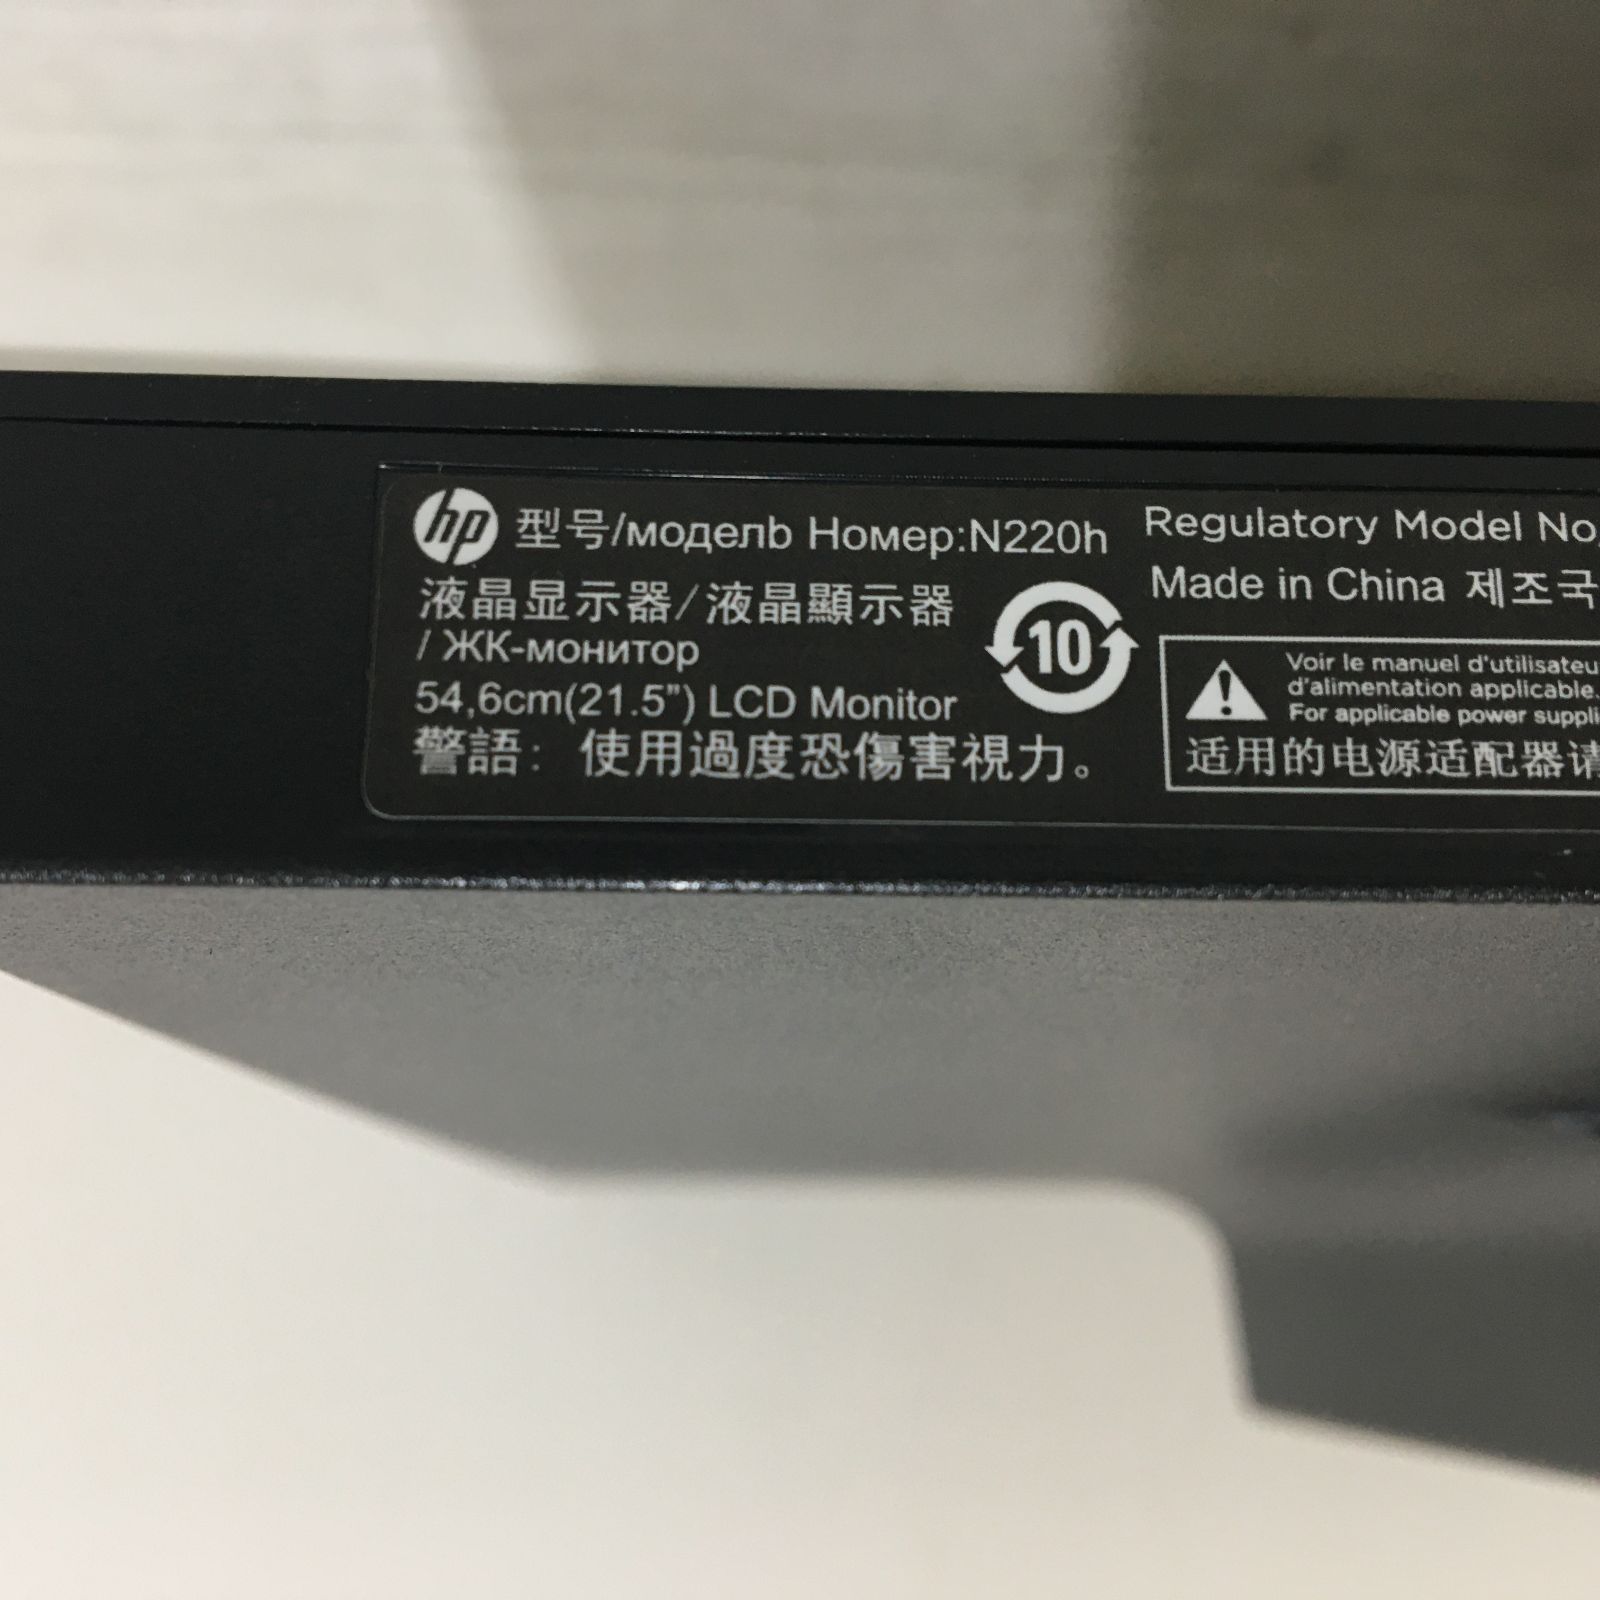 hp 型号/модель Номер:N220h
液晶显示器/液晶顯示器
/ ЖК-монитор
54,6cm(21.5") LCD Monitor
警語: 使用過度恐傷害視力。
10
Regulatory Model No
Made in China 제조국
Voir le manuel d'utilisateu
d'alimentation applicable.
For applicable power suppli
适用的电源适配器请